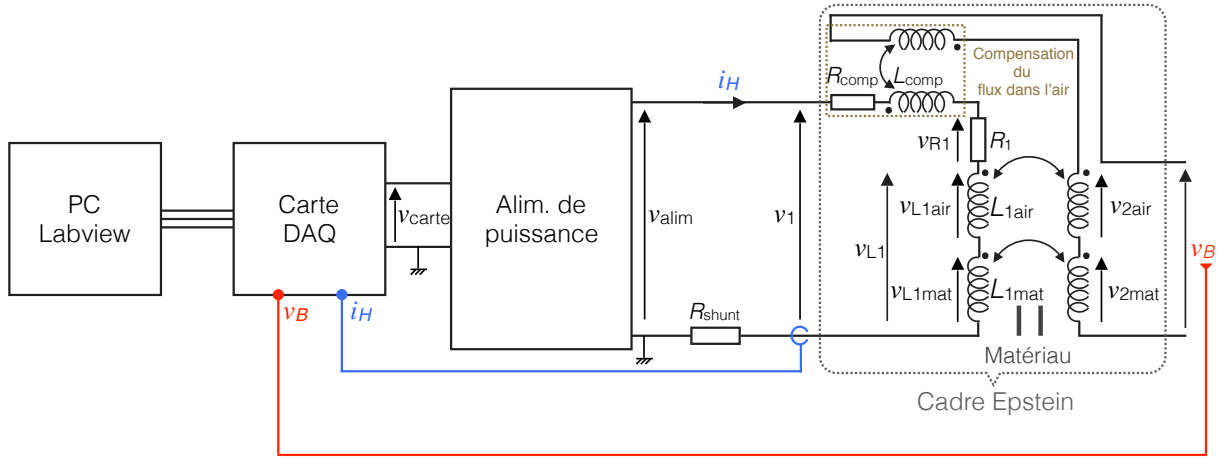 i_H
R_comp
L_comp
Compensation
du
flux dans l'air
PC
Labview
Carte
DAQ
v_carte
Alim. de
puissance
v_alim
v_1
v_R1
R_1
v_L1
v_L1air
L_1air
v_2air
v_L1mat
L_1mat
v_2mat
v_B
v_B
i_H
R_shunt
Matériau
Cadre Epstein